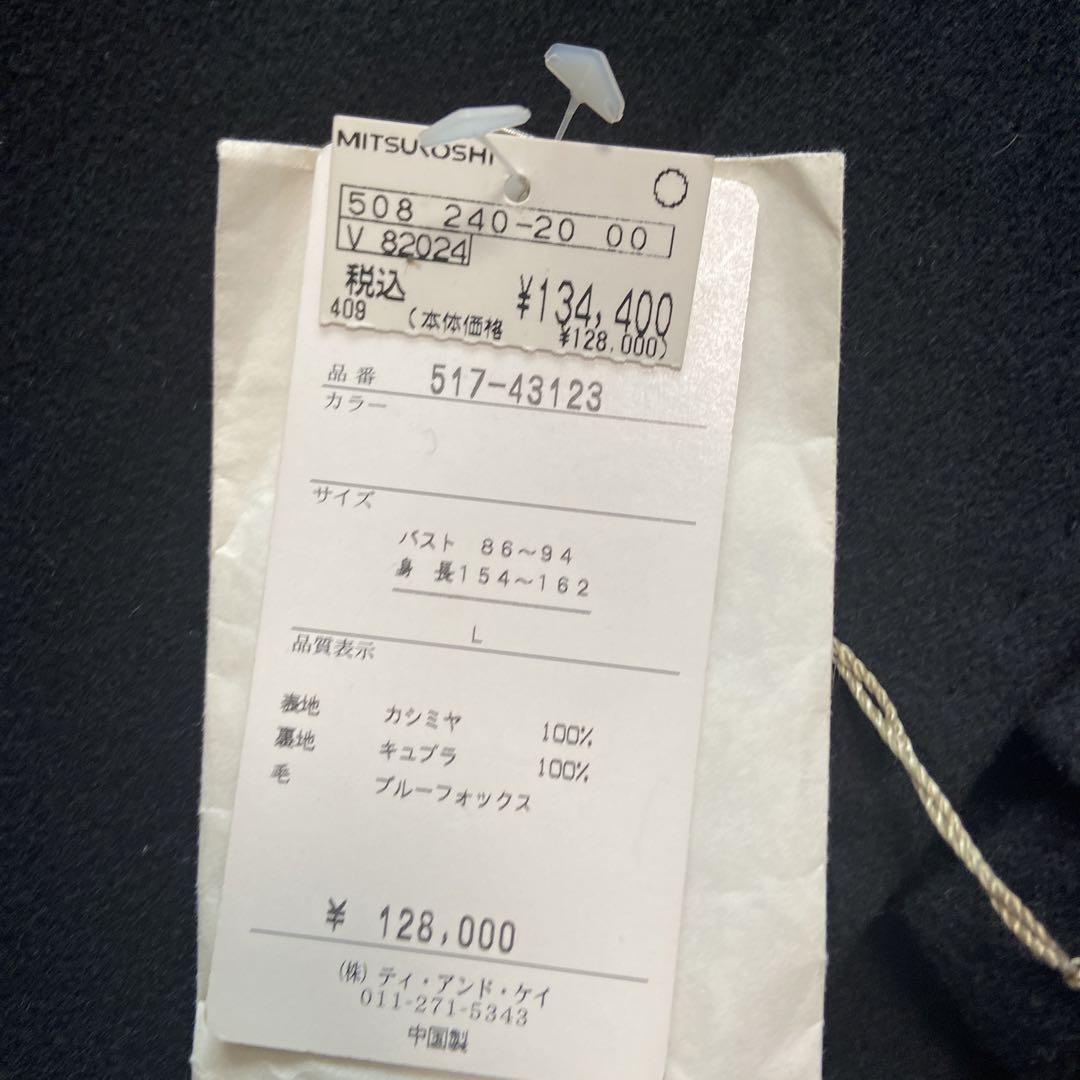 MITSUKOSHI
508 240-20 00
V 82024
税込 ¥134,400
409 (本体価格 ¥128,000)
品番 517-43123
カラー
サイズ
バスト 86~94
身長154~162
L
品質表示
表地 カシミヤ 100%
裏地 キュプラ 100%
毛 ブルーフォックス
¥ 128,000
(株)ティ・アンド・ケイ
011-271-5343
中国製